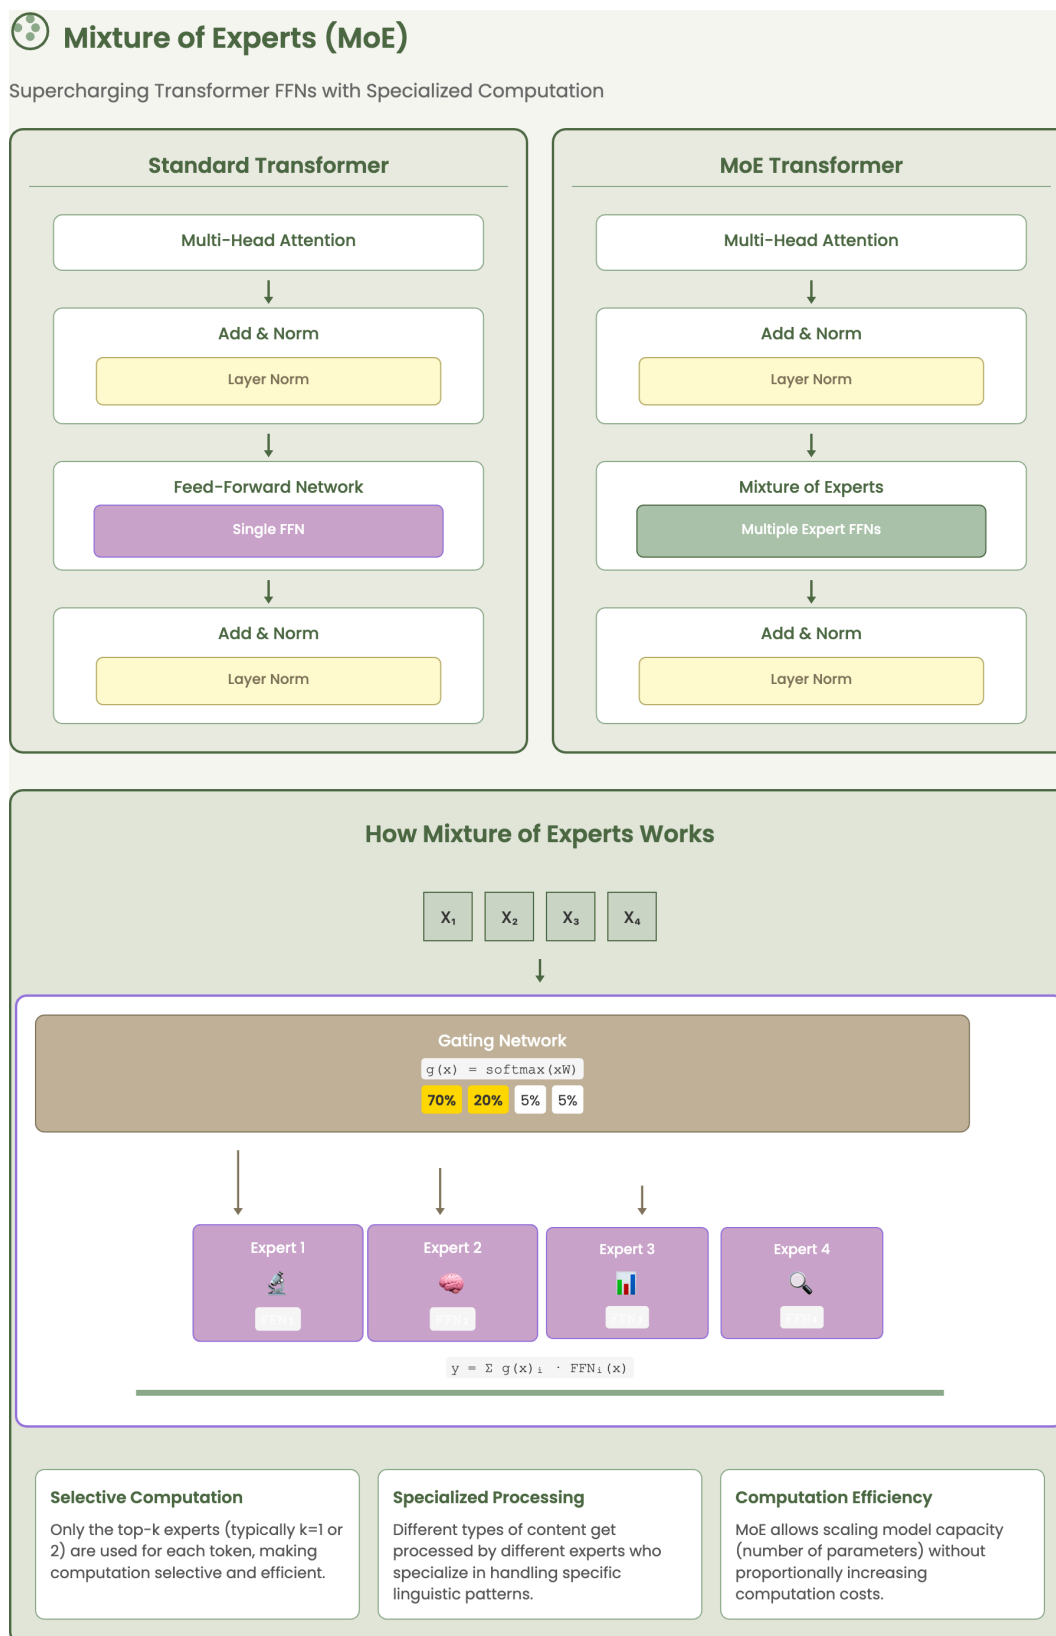 Mixture of Experts (MoE)
Supercharging Transformer FFNs with Specialized Computation
Standard Transformer
Multi-Head Attention
Add & Norm
Layer Norm
Feed-Forward Network
Single FFN
Add & Norm
Layer Norm
MoE Transformer
Multi-Head Attention
Add & Norm
Layer Norm
Mixture of Experts
Multiple Expert FFNs
Add & Norm
Layer Norm
How Mixture of Experts Works
X₁ X₂ X₃ X₄
Gating Network
g(x) = softmax(xW)
70% 20% 5% 5%
Expert 1
FFN₁
Expert 2
FFN₂
Expert 3
FFN₃
Expert 4
FFN₄
y = Σ g(x)ᵢ · FFNᵢ(x)
Selective Computation
Only the top-k experts (typically k=1 or
2) are used for each token, making
computation selective and efficient.
Specialized Processing
Different types of content get
processed by different experts who
specialize in handling specific
linguistic patterns.
Computation Efficiency
MoE allows scaling model capacity
(number of parameters) without
proportionally increasing
computation costs.